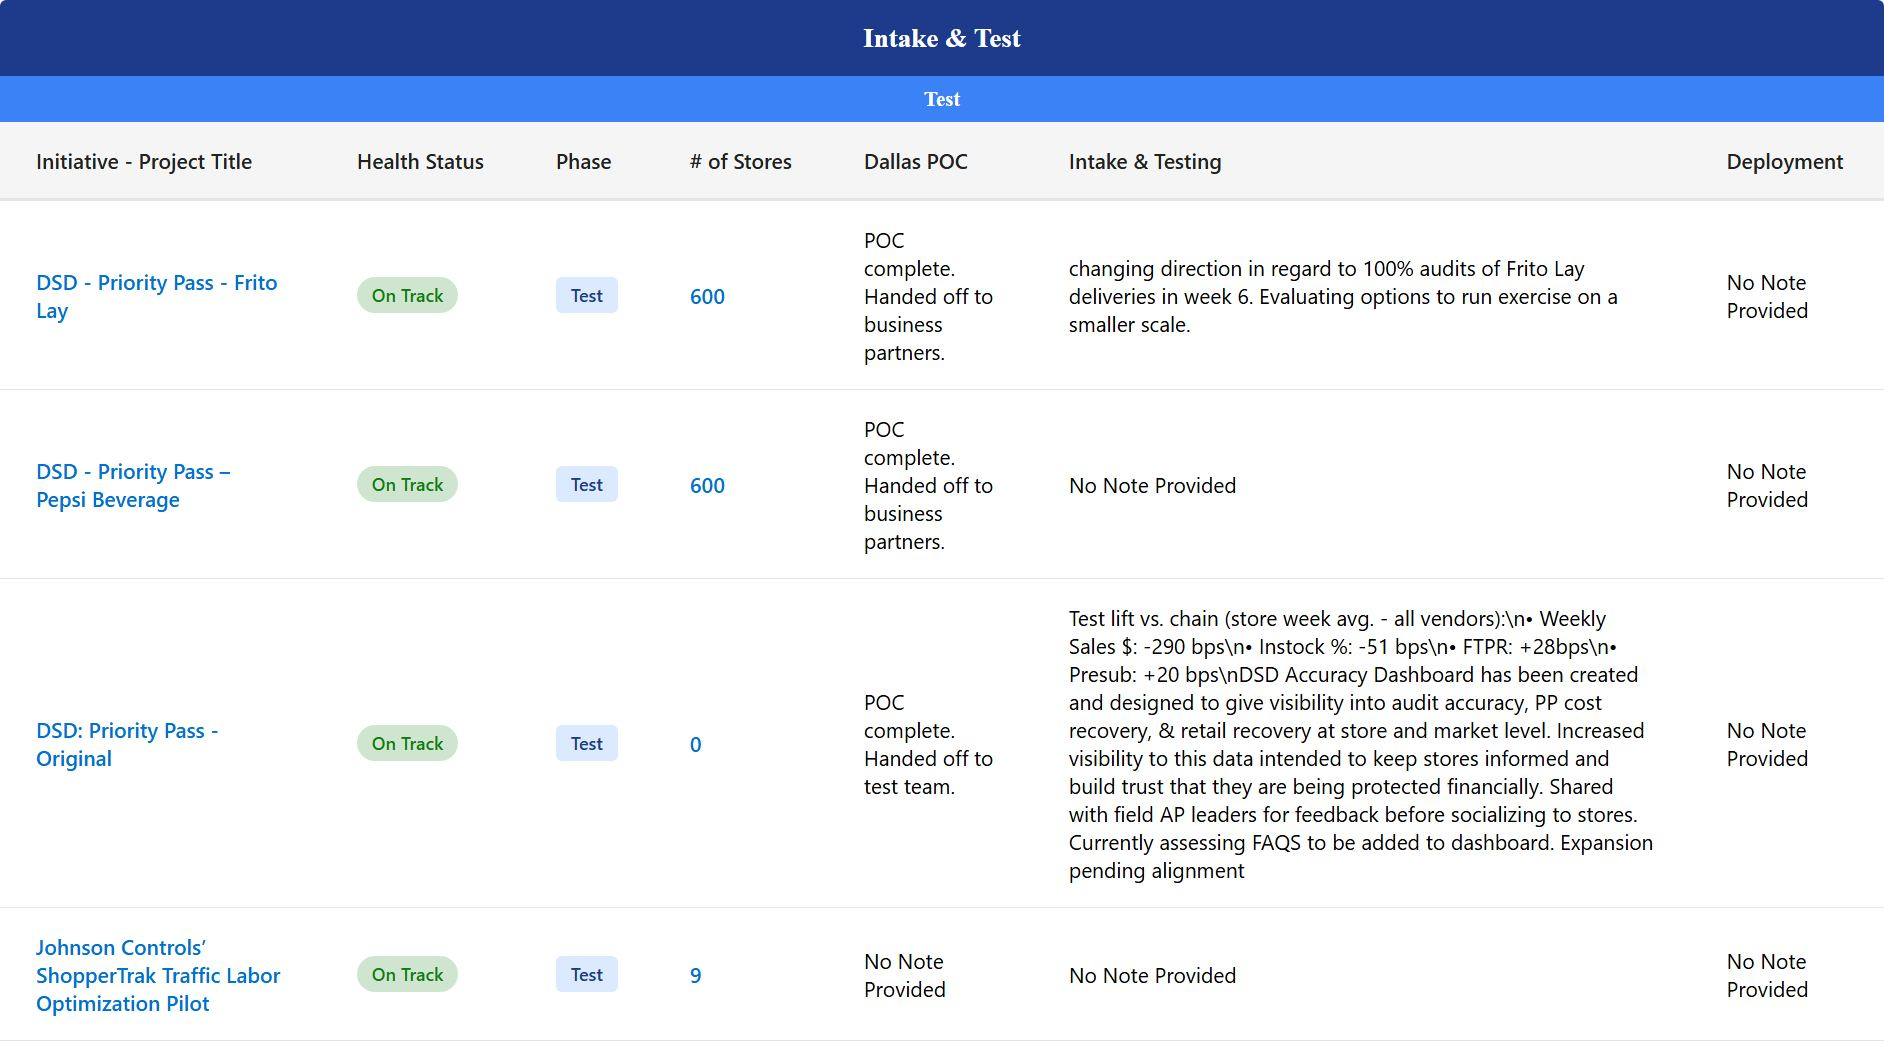 Intake & Test
Test
Initiative - Project Title
Health Status
Phase
# of Stores
Dallas POC
Intake & Testing
Deployment
DSD - Priority Pass - Frito
Lay
On Track
Test
600
POC
complete.
Handed off to
business
partners.
changing direction in regard to 100% audits of Frito Lay
deliveries in week 6. Evaluating options to run exercise on a
smaller scale.
No Note
Provided
DSD - Priority Pass –
Pepsi Beverage
On Track
Test
600
POC
complete.
Handed off to
business
partners.
No Note Provided
No Note
Provided
DSD: Priority Pass -
Original
On Track
Test
0
POC
complete.
Handed off to
test team.
Test lift vs. chain (store week avg. - all vendors):\n• Weekly
Sales $: -290 bps\n• Instock %: -51 bps\n• FTPR: +28bps\n•
Presub: +20 bps\nDSD Accuracy Dashboard has been created
and designed to give visibility into audit accuracy, PP cost
recovery, & retail recovery at store and market level. Increased
visibility to this data intended to keep stores informed and
build trust that they are being protected financially. Shared
with field AP leaders for feedback before socializing to stores.
Currently assessing FAQS to be added to dashboard. Expansion
pending alignment
No Note
Provided
Johnson Controls’
ShopperTrak Traffic Labor
Optimization Pilot
On Track
Test
9
No Note
Provided
No Note Provided
No Note
Provided